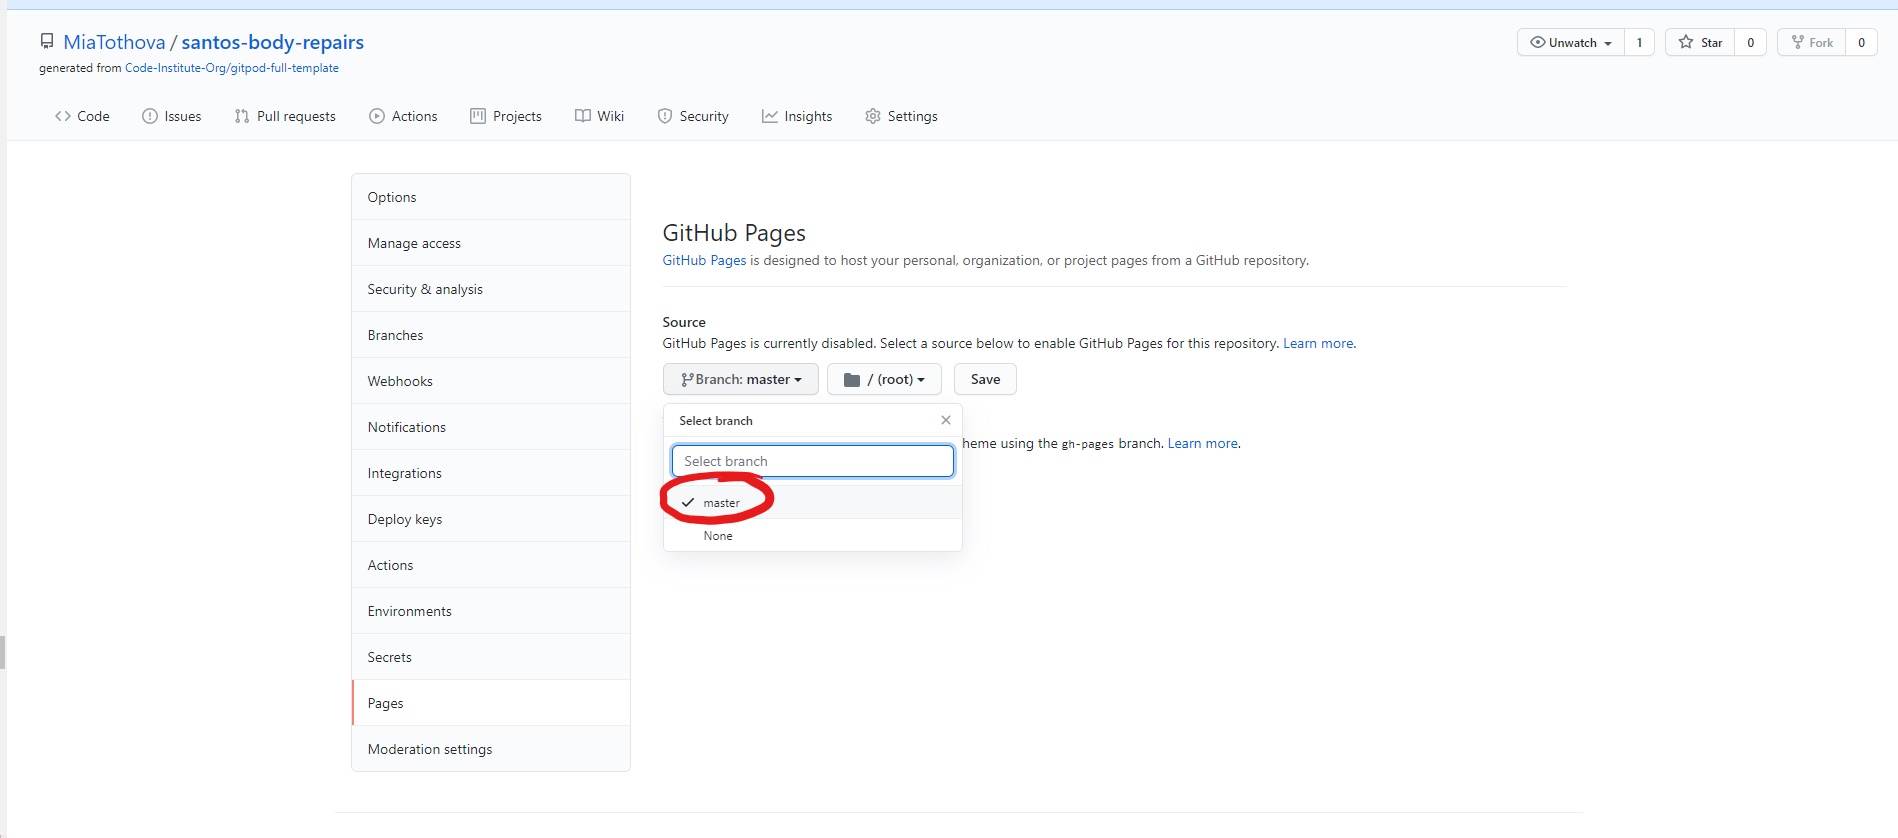 MiaTothova / santos-body-repairs
Unwatch 1 Star 0 Fork 0
generated from Code-Institute-Org/gitpod-full-template
Code Issues Pull requests Actions Projects Wiki Security Insights Settings
Options
Manage access
Security & analysis
Branches
Webhooks
Notifications
Integrations
Deploy keys
Actions
Environments
Secrets
Pages
Moderation settings
GitHub Pages
GitHub Pages is designed to host your personal, organization, or project pages from a GitHub repository.
Source
GitHub Pages is currently disabled. Select a source below to enable GitHub Pages for this repository. Learn more.
Branch: master / (root) Save
Select branch
heme using the gh-pages branch. Learn more.
Select branch
master
None